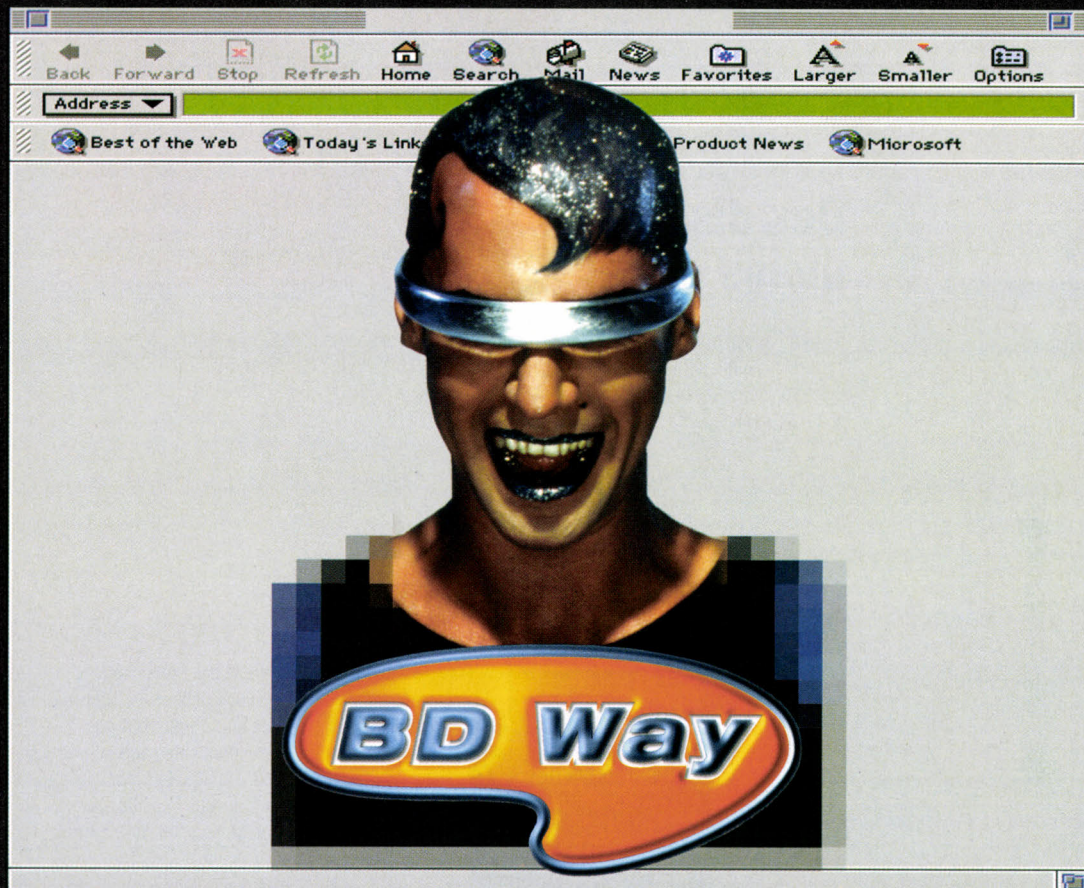 Back Forward Stop Refresh Home Search Mail News Favorites Larger Smaller Options
Address
Best of the Web Today's Link Product News Microsoft
BD Way